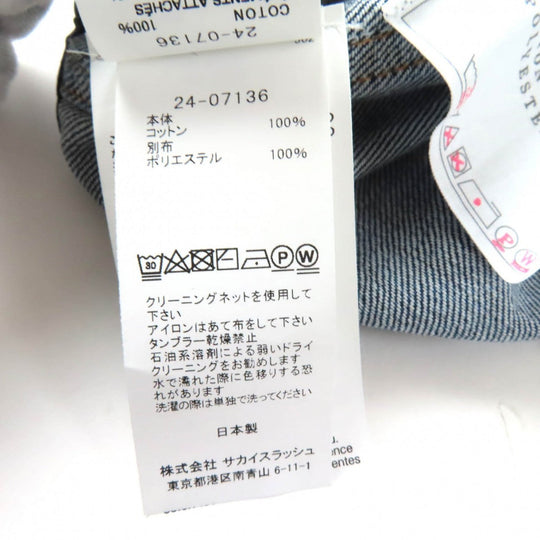 MENTS ATTACHÉS
COTON
100%
24-07136
24-07136
本体
コットン 100%
別布
ポリエステル 100%
30
P W
クリーニングネットを使用して
下さい
アイロンはあて布をして下さい
タンブラー乾燥禁止
石油系溶剤による弱いドライ
クリーニングをお勧めします
水で濡れた際に色移りする恐
れがあります
洗濯の際は単独で洗ってください
日本製
株式会社 サカイスラッシュ
東京都港区南青山 6-11-1
ence
entes
P
W